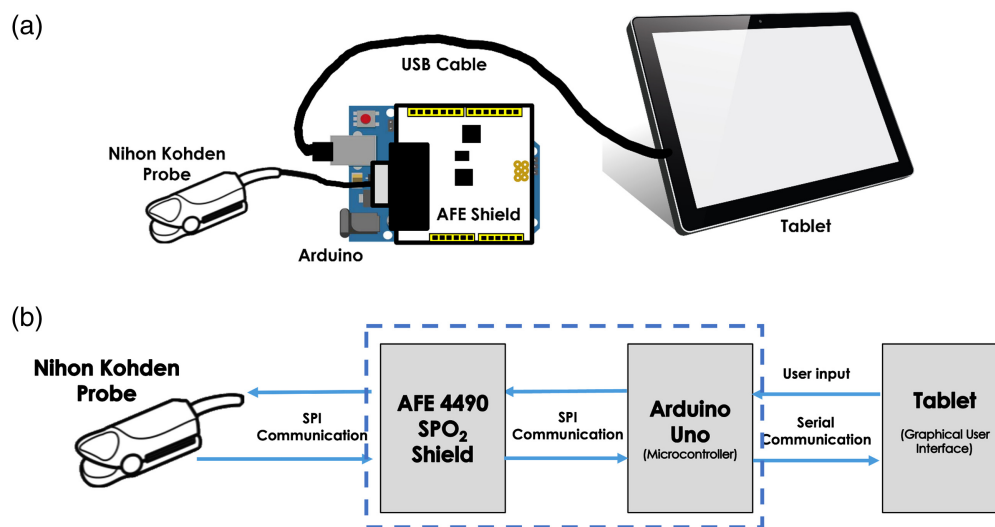 (a)
USB Cable
Nihon Kohden
Probe
AFE Shield
Arduino
Tablet
(b)
Nihon Kohden
Probe
SPI
Communication
AFE 4490
SPO₂
Shield
SPI
Communication
Arduino
Uno
(Microcontroller)
User input
Serial
Communication
Tablet
(Graphical User
Interface)